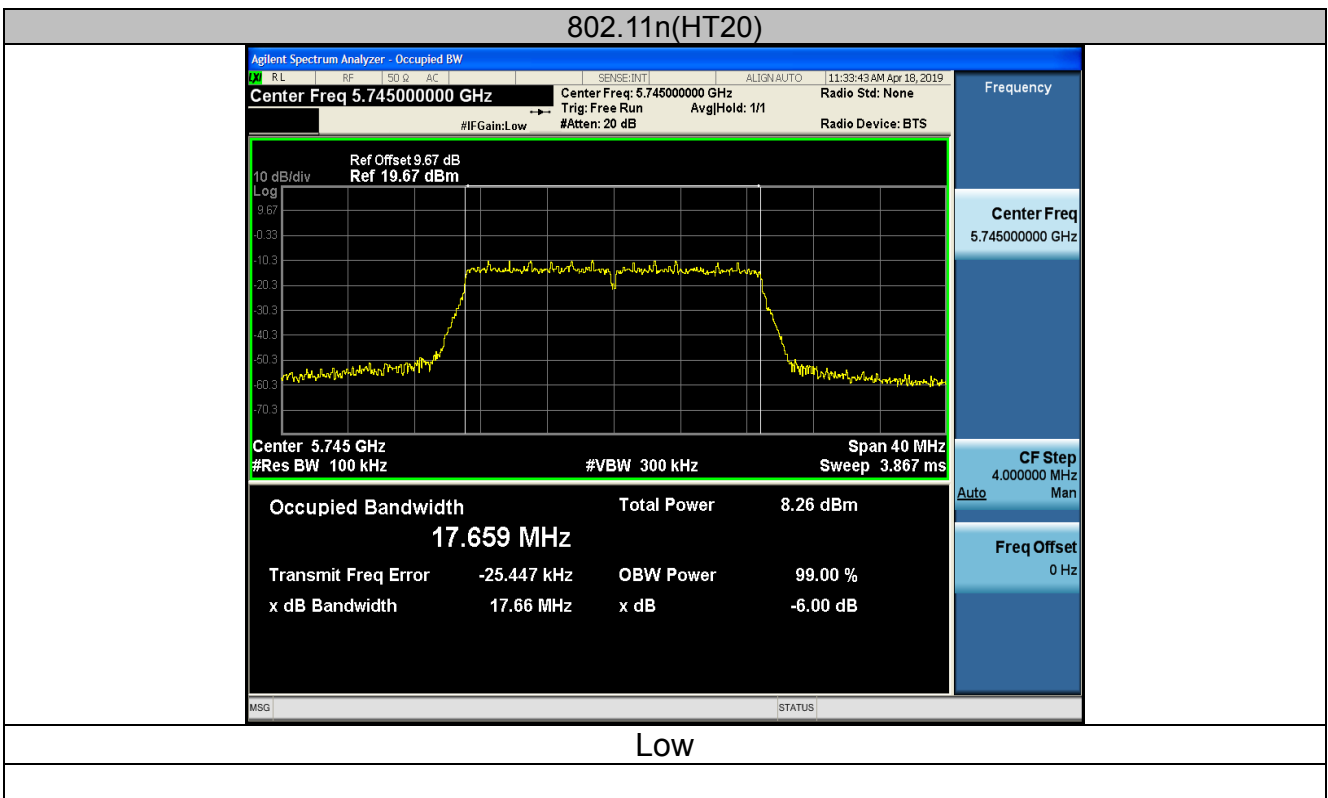 802.11n(HT20)
Agilent Spectrum Analyzer - Occupied BW
LXI RL RF 50 Ω AC SENSE:INT ALIGN AUTO 11:33:43 AM Apr 18, 2019
Center Freq 5.745000000 GHz
Center Freq: 5.745000000 GHz
Radio Std: None
Trig: Free Run Avg|Hold: 1/1
#IFGain:Low #Atten: 20 dB Radio Device: BTS
Frequency
Ref Offset 9.67 dB
10 dB/div Ref 19.67 dBm
Log
9.67
-0.33
-10.3
-20.3
-30.3
-40.3
-50.3
-60.3
-70.3
Center 5.745 GHz Span 40 MHz
#Res BW 100 kHz #VBW 300 kHz Sweep 3.867 ms
Center Freq
5.745000000 GHz
CF Step
4.000000 MHz
Auto Man
Freq Offset
0 Hz
Occupied Bandwidth Total Power 8.26 dBm
17.659 MHz
Transmit Freq Error -25.447 kHz OBW Power 99.00 %
x dB Bandwidth 17.66 MHz x dB -6.00 dB
MSG STATUS
Low